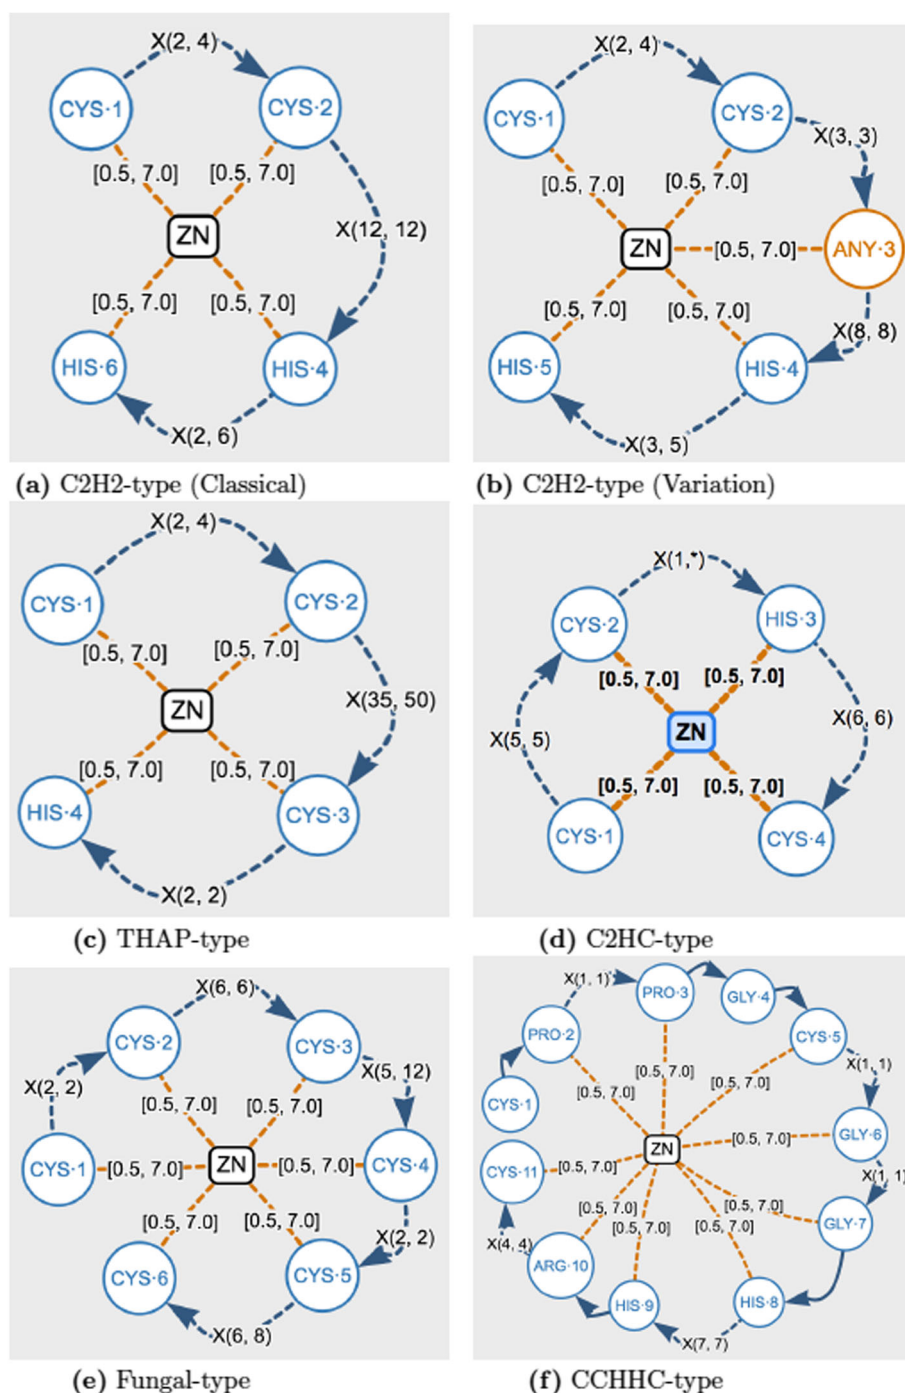 X(2, 4)
CYS·1
CYS·2
[0.5, 7.0]
[0.5, 7.0]
X(12, 12)
ZN
[0.5, 7.0]
[0.5, 7.0]
HIS·6
HIS·4
X(2, 6)
(a) C2H2-type (Classical)
X(2, 4)
CYS·1
CYS·2
X(3, 3)
[0.5, 7.0]
[0.5, 7.0]
ZN
[0.5, 7.0]
ANY·3
[0.5, 7.0]
[0.5, 7.0]
X(8, 8)
HIS·5
HIS·4
X(3, 5)
(b) C2H2-type (Variation)
X(2, 4)
CYS·1
CYS·2
[0.5, 7.0]
[0.5, 7.0]
X(35, 50)
ZN
[0.5, 7.0]
[0.5, 7.0]
HIS·4
CYS·3
X(2, 2)
(c) THAP-type
X(1,*)
CYS·2
HIS·3
[0.5, 7.0]
[0.5, 7.0]
X(5, 5)
ZN
X(6, 6)
[0.5, 7.0]
[0.5, 7.0]
CYS·1
CYS·4
(d) C2HC-type
X(6, 6)
CYS·2
CYS·3
X(2, 2)
X(5, 12)
[0.5, 7.0]
[0.5, 7.0]
CYS·1
[0.5, 7.0]
ZN
[0.5, 7.0]
CYS·4
[0.5, 7.0]
[0.5, 7.0]
X(2, 2)
CYS·6
CYS·5
X(6, 8)
(e) Fungal-type
X(1, 1)
PRO·3
GLY·4
PRO·2
CYS·5
[0.5, 7.0]
X(1, 1)
[0.5, 7.0]
[0.5, 7.0]
CYS·1
[0.5, 7.0]
GLY·6
ZN
CYS·11
[0.5, 7.0]
X(1, 1)
[0.5, 7.0]
[0.5, 7.0]
[0.5, 7.0]
[0.5, 7.0]
GLY·7
X(4, 4)
ARG·10
HIS·9
HIS·8
X(7, 7)
(f) CCHHC-type